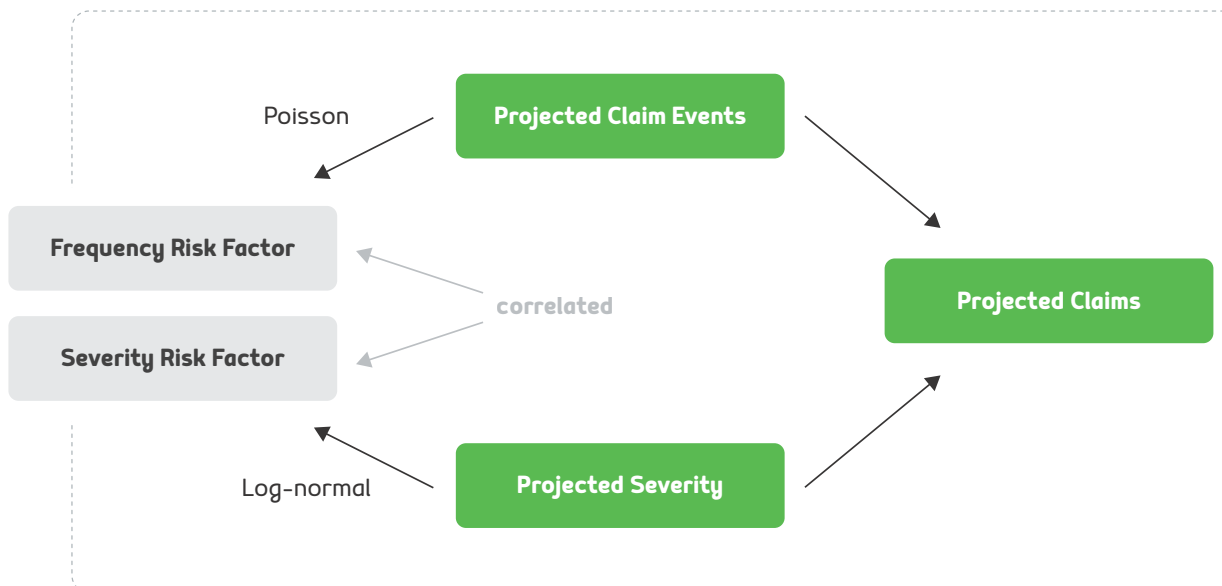 Poisson
Projected Claim Events
Frequency Risk Factor
correlated
Projected Claims
Severity Risk Factor
Log-normal
Projected Severity